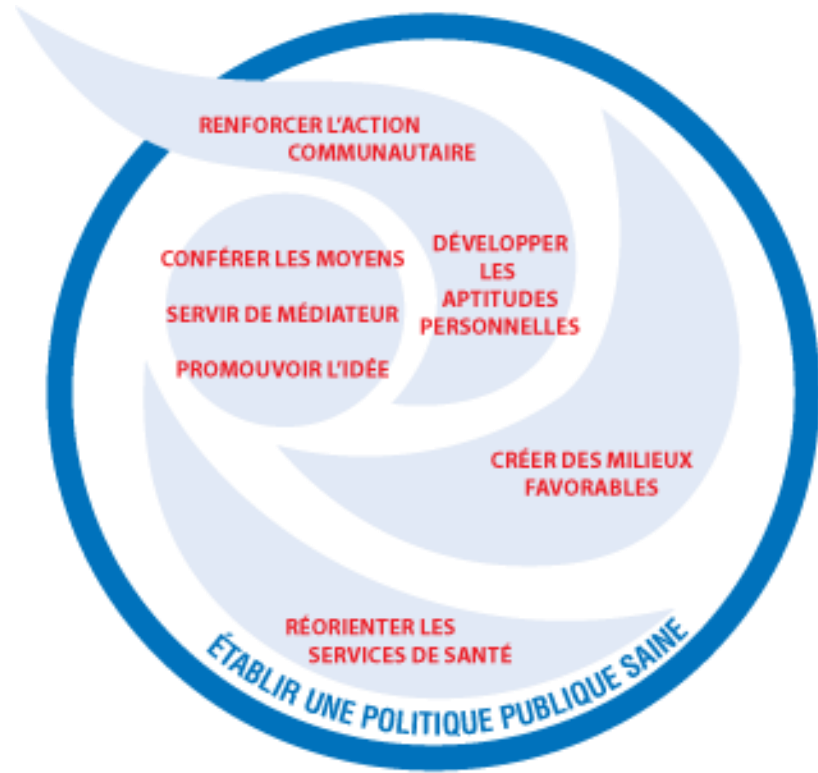 RENFORCER L'ACTION
COMMUNAUTAIRE
CONFÉRER LES MOYENS
SERVIR DE MÉDIATEUR
PROMOUVOIR L'IDÉE
DÉVELOPPER
LES
APTITUDES
PERSONNELLES
CRÉER DES MILIEUX
FAVORABLES
RÉORIENTER LES
SERVICES DE SANTÉ
ÉTABLIR UNE POLITIQUE PUBLIQUE SAINE